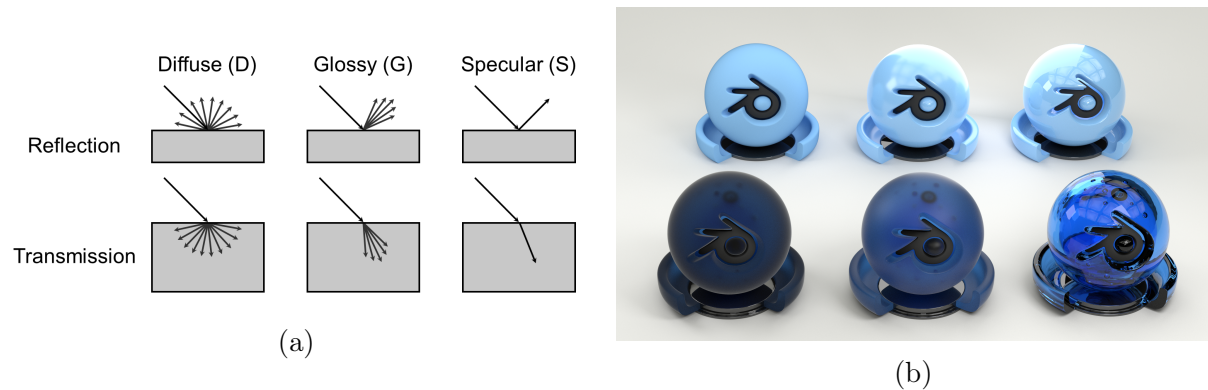 Diffuse (D) Glossy (G) Specular (S)
Reflection
Transmission
(a)
(b)